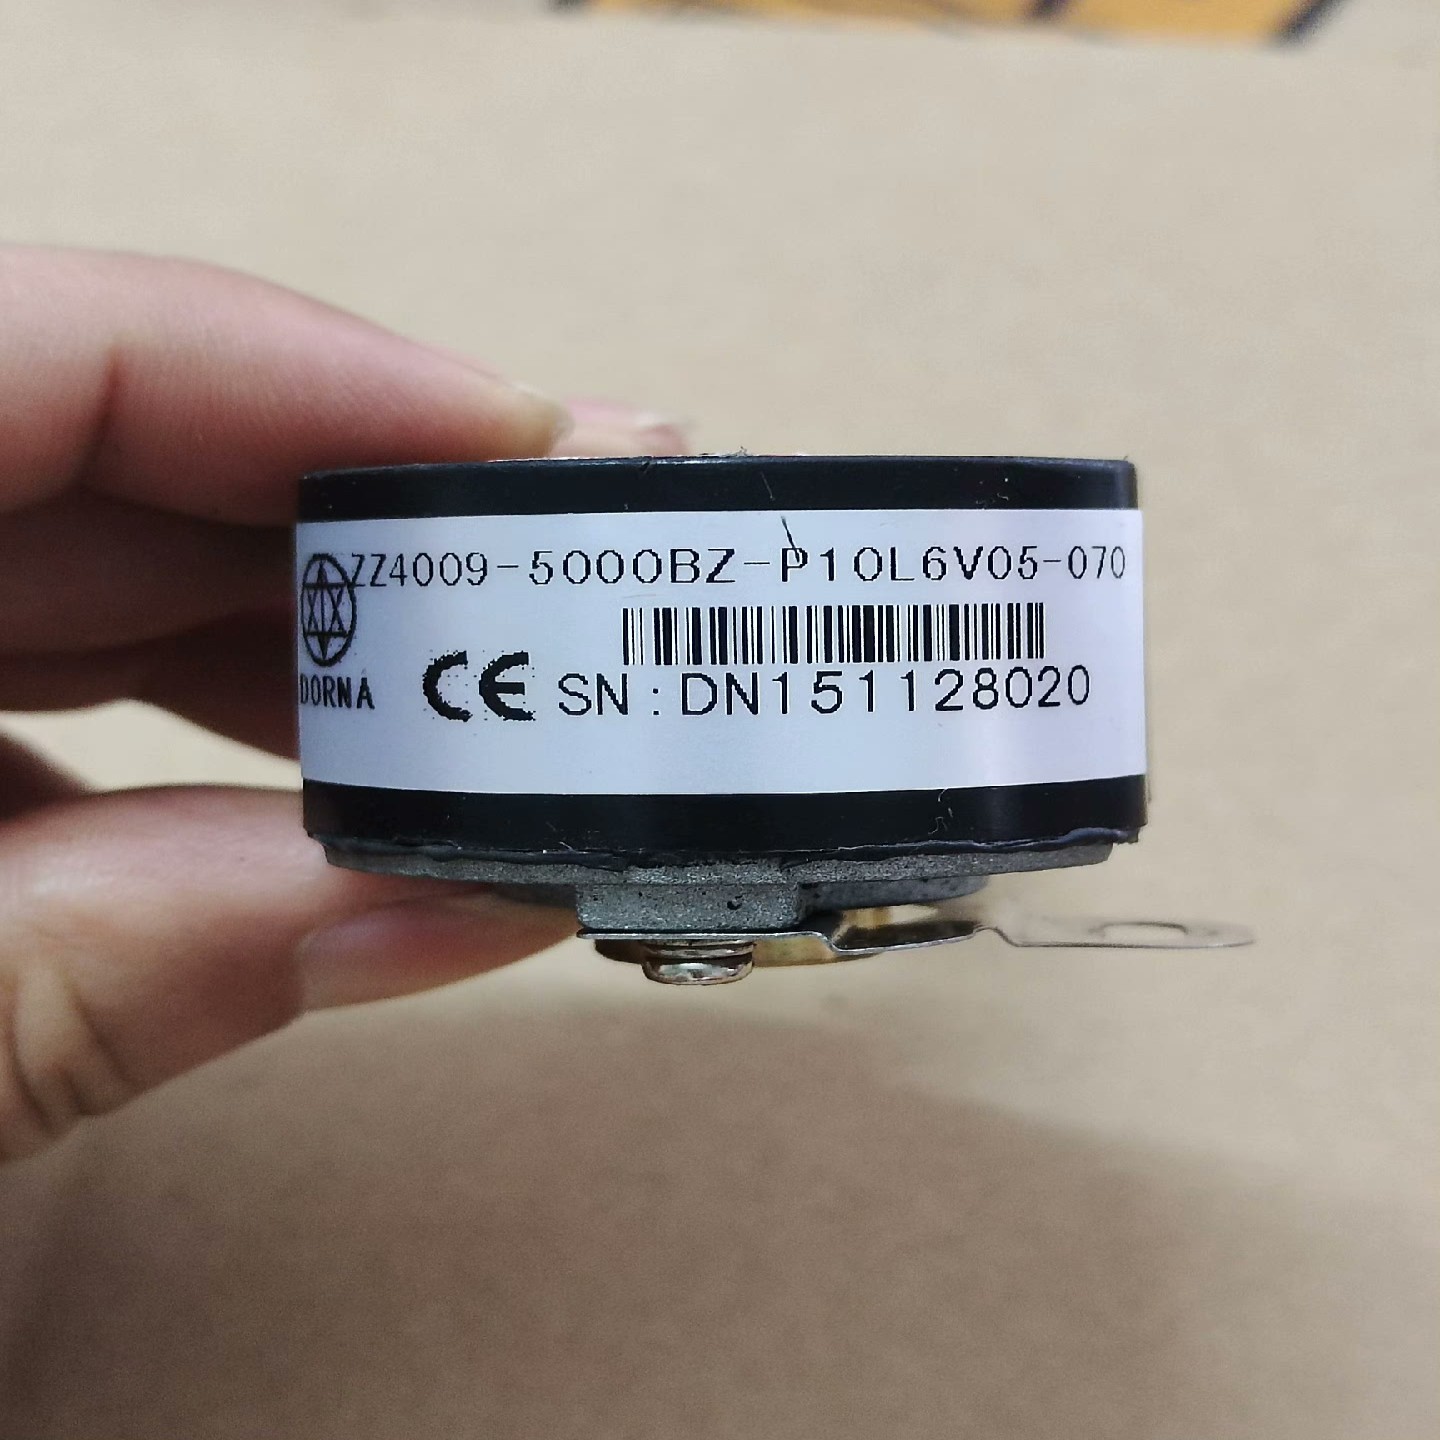 ZZ4009-5000BZ-P10L6V05-070
DORNA
CE SN:DN151128020